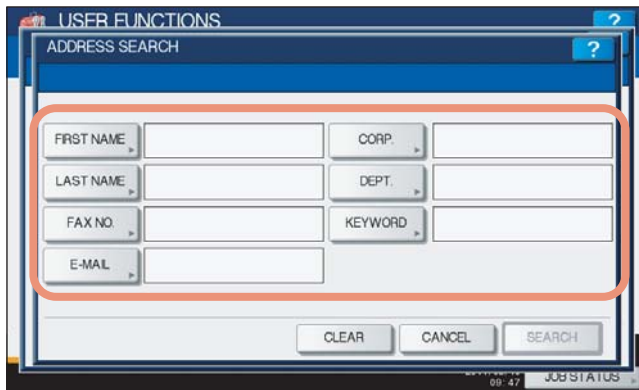 USER FUNCTIONS
?
ADDRESS SEARCH
?
FIRST NAME
CORP.
LAST NAME
DEPT.
FAX NO.
KEYWORD
E-MAIL
CLEAR
CANCEL
SEARCH
09:47
JOB STATUS